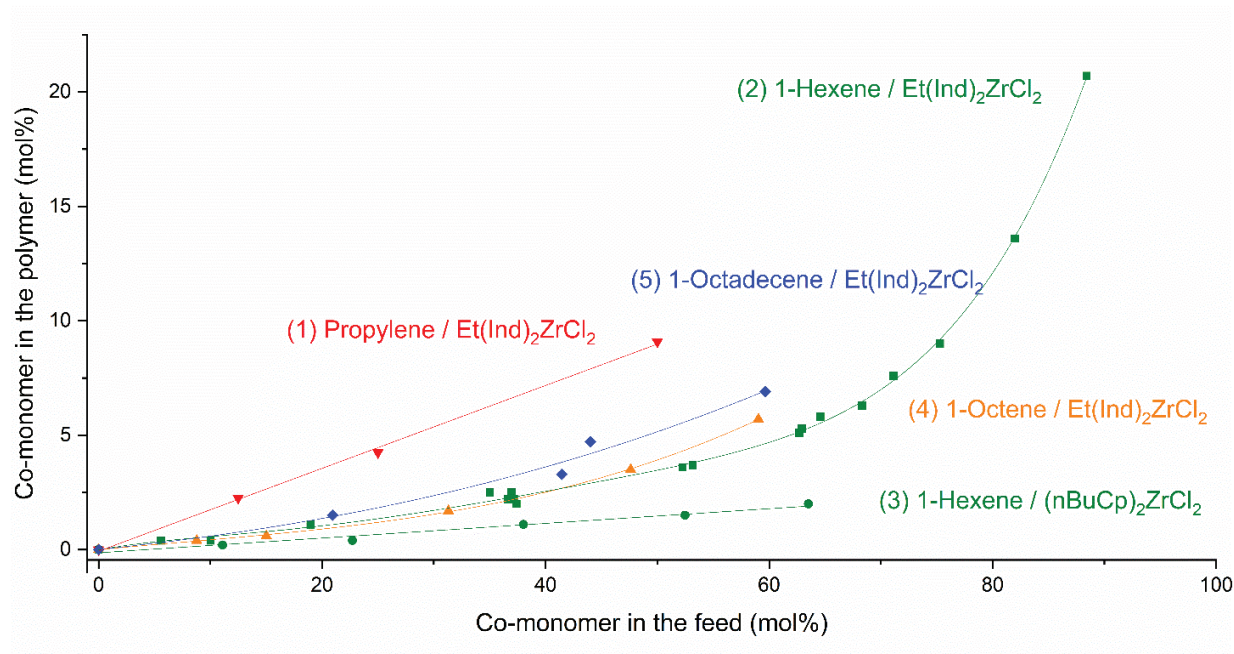 Co-monomer in the polymer (mol%)
20
15
10
5
0
(2) 1-Hexene / Et(Ind)₂ZrCl₂
(5) 1-Octadecene / Et(Ind)₂ZrCl₂
(1) Propylene / Et(Ind)₂ZrCl₂
(4) 1-Octene / Et(Ind)₂ZrCl₂
(3) 1-Hexene / (nBuCp)₂ZrCl₂
0 20 40 60 80 100
Co-monomer in the feed (mol%)